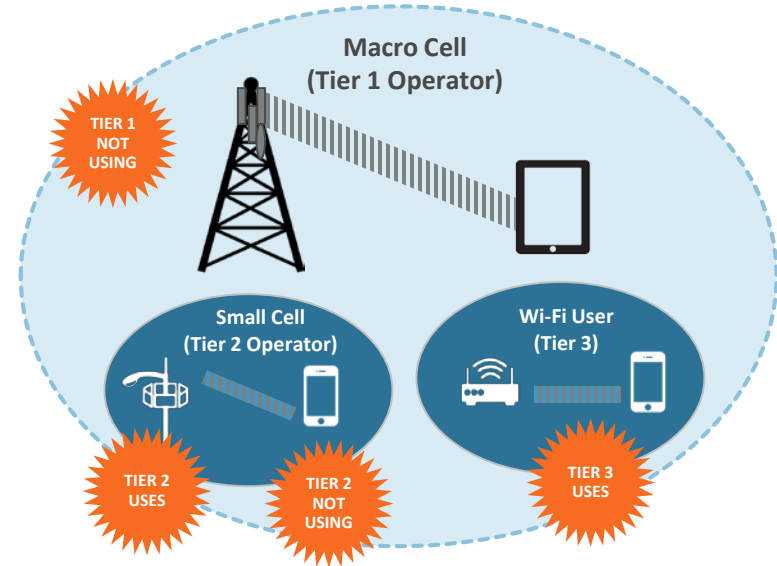 Macro Cell
(Tier 1 Operator)
TIER 1
NOT
USING
Small Cell
(Tier 2 Operator)
Wi-Fi User
(Tier 3)
TIER 2
USES
TIER 2
NOT
USING
TIER 3
USES